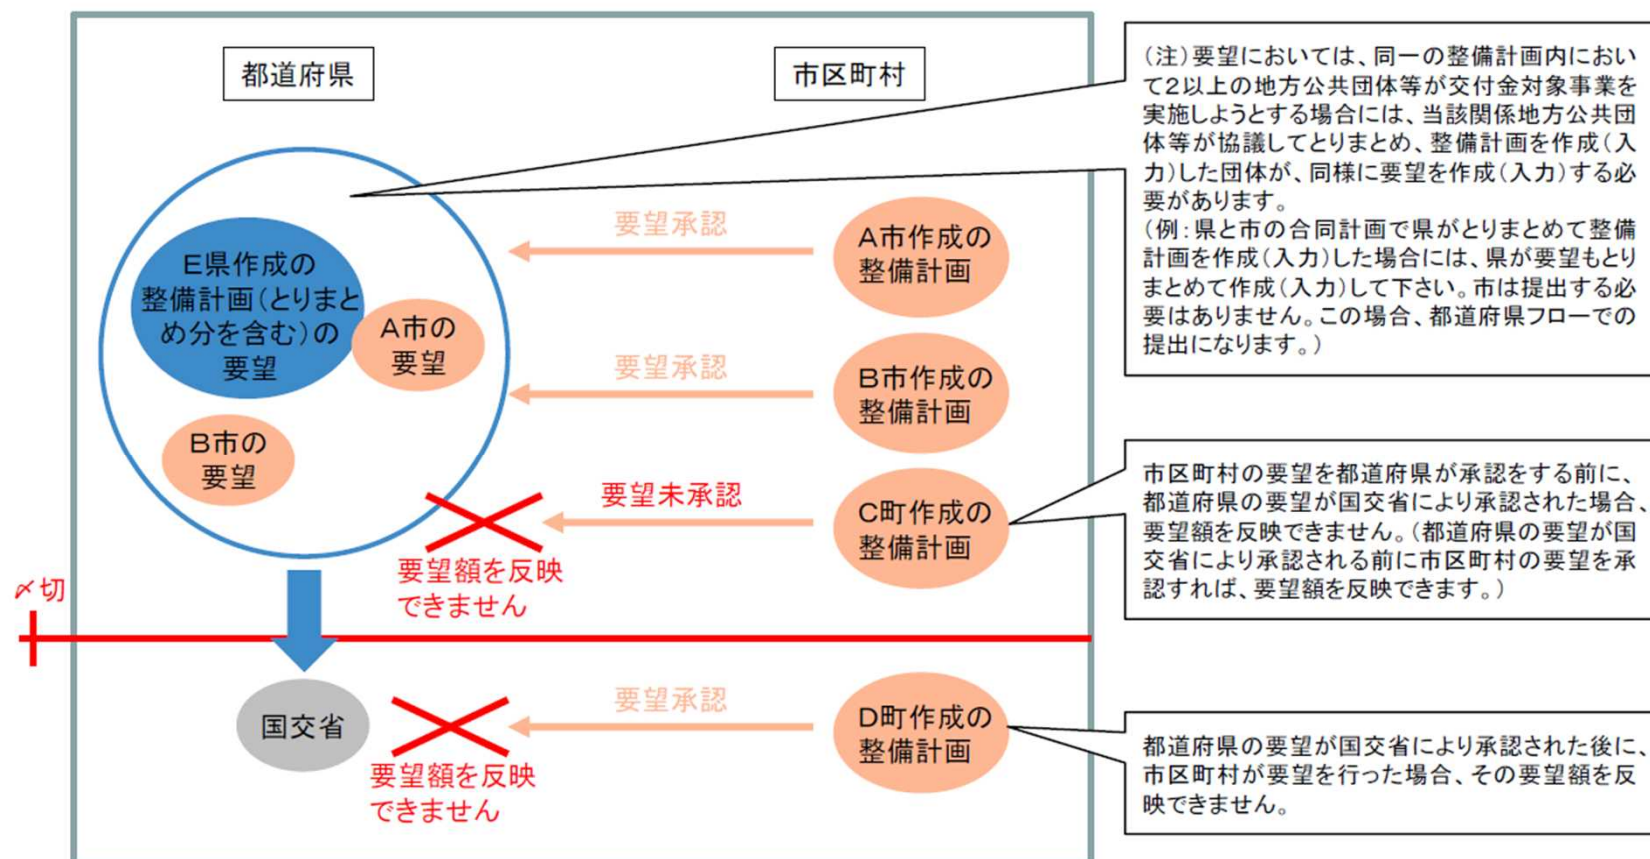 都道府県
市区町村
E県作成の
整備計画(とりまと
め分を含む)の
要望
A市の
要望
B市の
要望
要望承認
A市作成の
整備計画
要望承認
B市作成の
整備計画
要望未承認
C町作成の
整備計画
要望額を反映
できません
〆切
国交省
要望承認
D町作成の
整備計画
要望額を反映
できません
(注)要望においては、同一の整備計画内におい
て2以上の地方公共団体等が交付金対象事業を
実施しようとする場合には、当該関係地方公共団
体等が協議してとりまとめ、整備計画を作成(入
力)した団体が、同様に要望を作成(入力)する必
要があります。
(例:県と市の合同計画で県がとりまとめて整備
計画を作成(入力)した場合には、県が要望もとり
まとめて作成(入力)して下さい。市は提出する必
要はありません。この場合、都道府県フローでの
提出になります。)
市区町村の要望を都道府県が承認をする前に、
都道府県の要望が国交省により承認された場合、
要望額を反映できません。(都道府県の要望が国
交省により承認される前に市区町村の要望を承
認すれば、要望額を反映できます。)
都道府県の要望が国交省により承認された後に、
市区町村が要望を行った場合、その要望額を反
映できません。